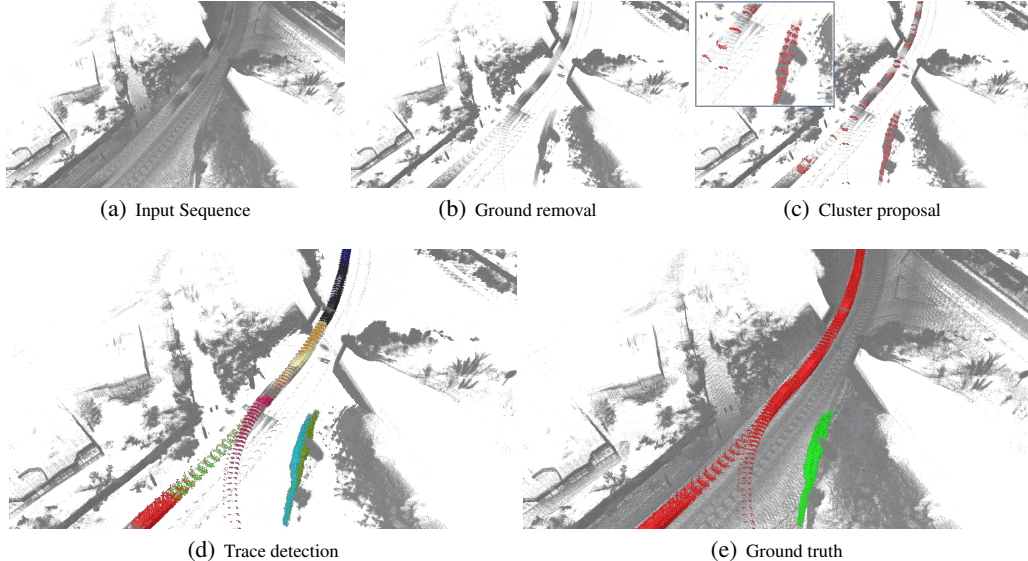 (a) Input Sequence
(b) Ground removal
(c) Cluster proposal
(d) Trace detection
(e) Ground truth